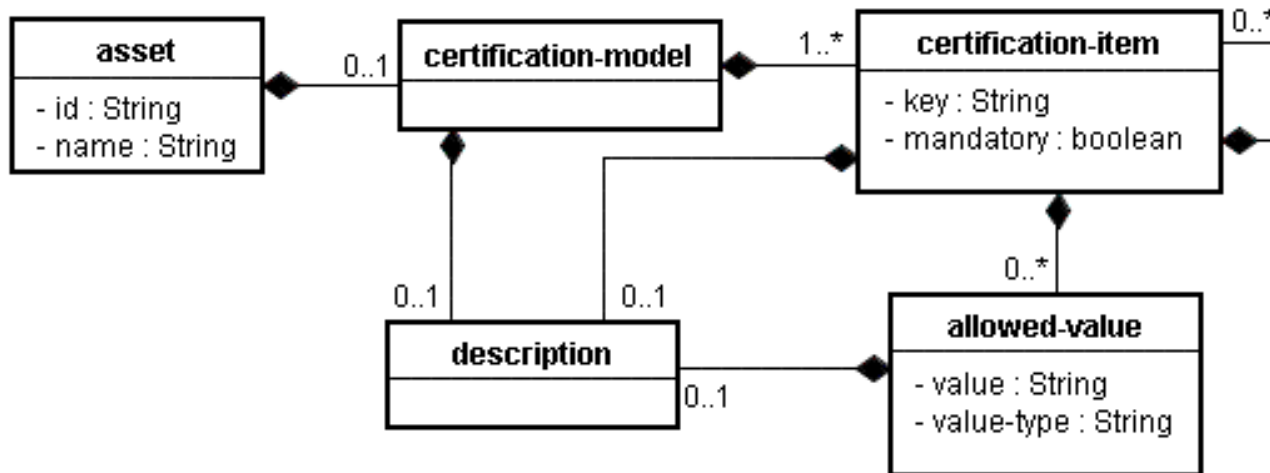 asset
- id : String
- name : String
0..1
certification-model
1..*
certification-item
- key : String
- mandatory : boolean
0..*
0..1
0..1
0..*
description
0..1
allowed-value
- value : String
- value-type : String